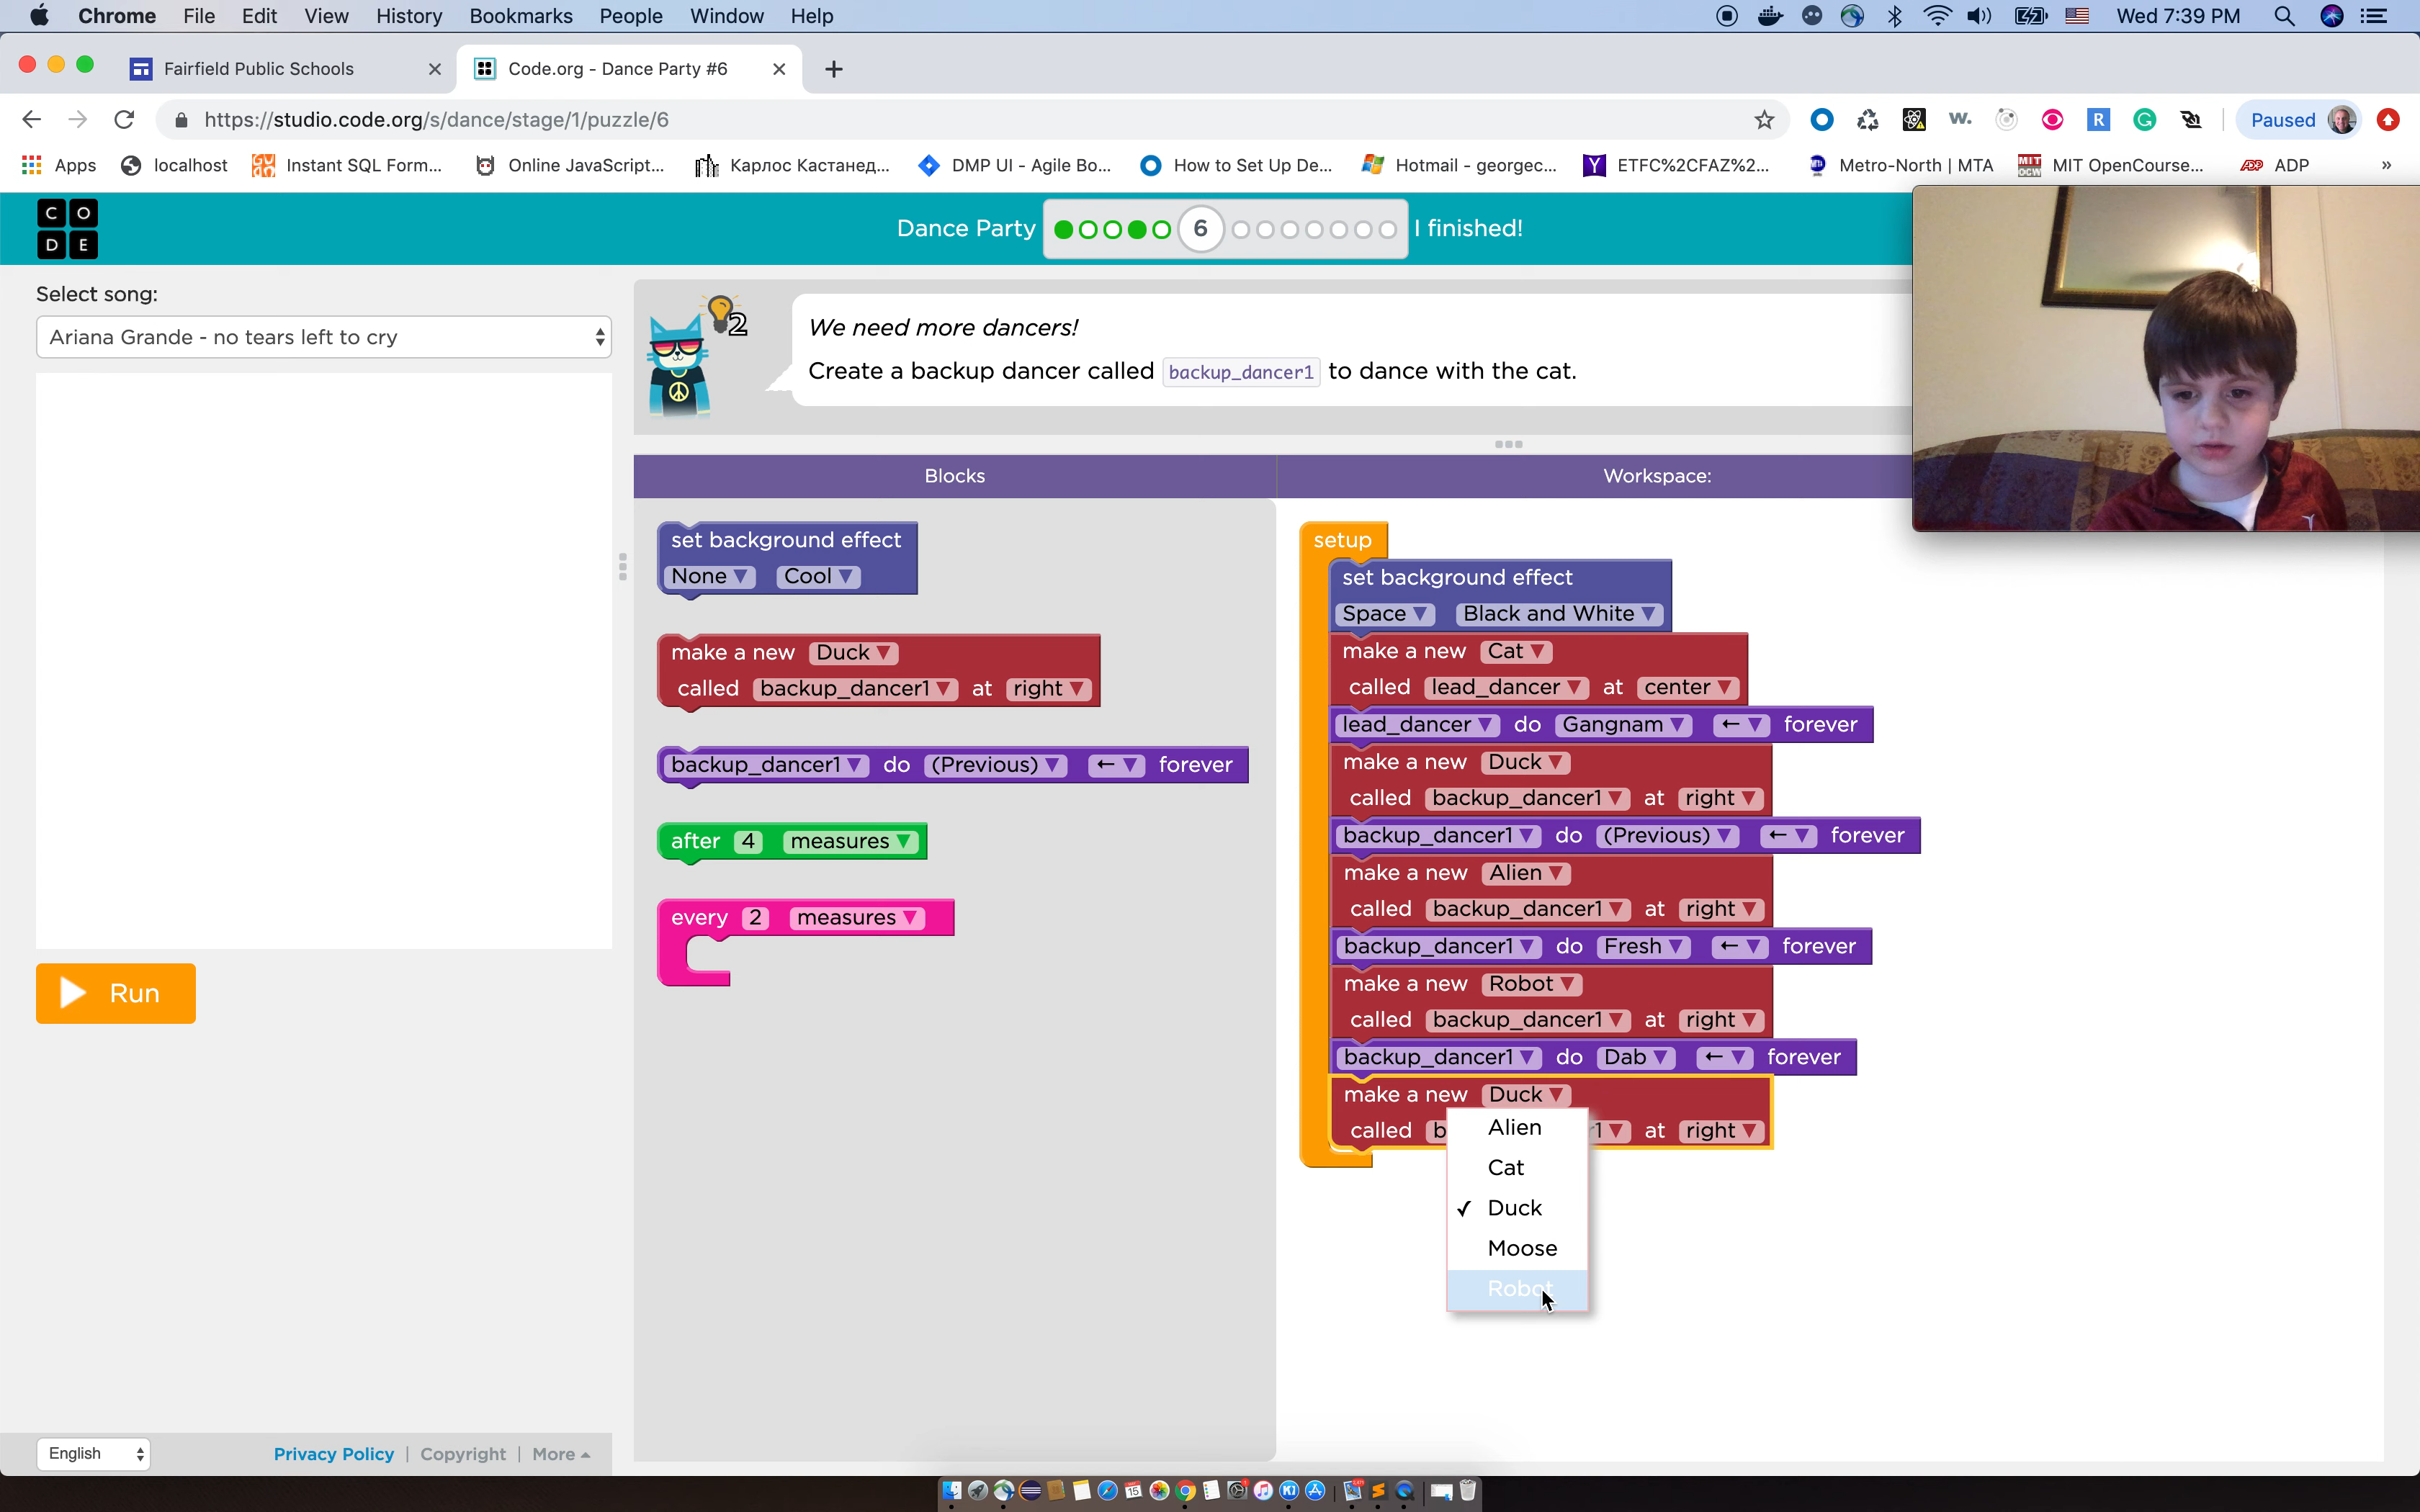 Chrome File Edit View History Bookmarks People Window Help Wed 7:39 PM
Fairfield Public Schools Code.org - Dance Party #6
https://studio.code.org/s/dance/stage/1/puzzle/6 w. R Paused
Apps localhost Instant SQL Form... Online JavaScript... Карлос Кастанед... DMP UI - Agile Bo... How to Set Up De... Hotmail - georgec... Y ETFC%2CFAZ%2... Metro-North | MTA MIT OpenCourse... ADP »
C O
D E
Dance Party 6 I finished!
Select song:
Ariana Grande - no tears left to cry
2
We need more dancers!
Create a backup dancer called backup_dancer1 to dance with the cat.
Blocks
Workspace:
set background effect
None Cool
make a new Duck
called backup_dancer1 at right
backup_dancer1 do (Previous) ← forever
after 4 measures
every 2 measures
setup
set background effect
Space Black and White
make a new Cat
called lead_dancer at center
lead_dancer do Gangnam ← forever
make a new Duck
called backup_dancer1 at right
backup_dancer1 do (Previous) ← forever
make a new Alien
called backup_dancer1 at right
backup_dancer1 do Fresh ← forever
make a new Robot
called backup_dancer1 at right
backup_dancer1 do Dab ← forever
make a new Duck
called b 1 at right
Alien
Cat
✓ Duck
Moose
Robot
Run
English
Privacy Policy | Copyright | More